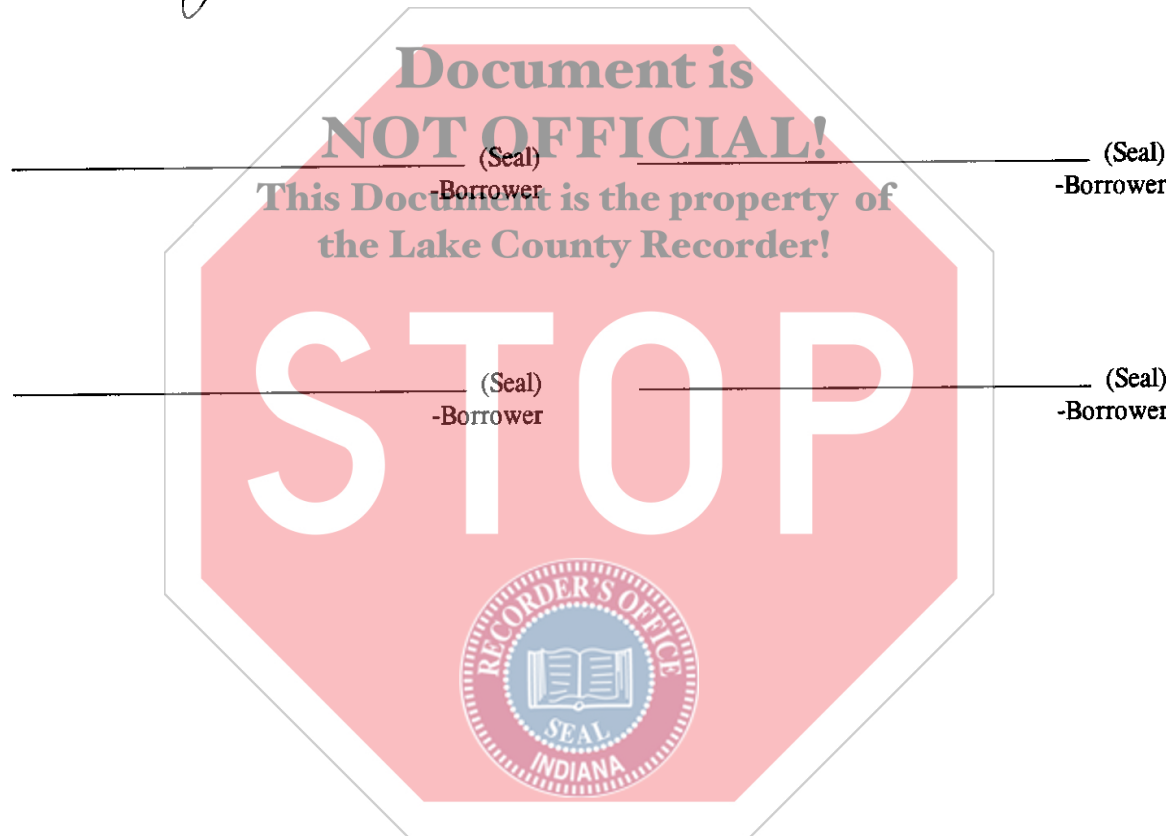 Document is
NOT OFFICIAL!
(Seal) (Seal)
-Borrower -Borrower
This Document is the property of
the Lake County Recorder!
STOP
(Seal) (Seal)
-Borrower -Borrower
RECORDER'S OFFICE
SEAL
INDIANA